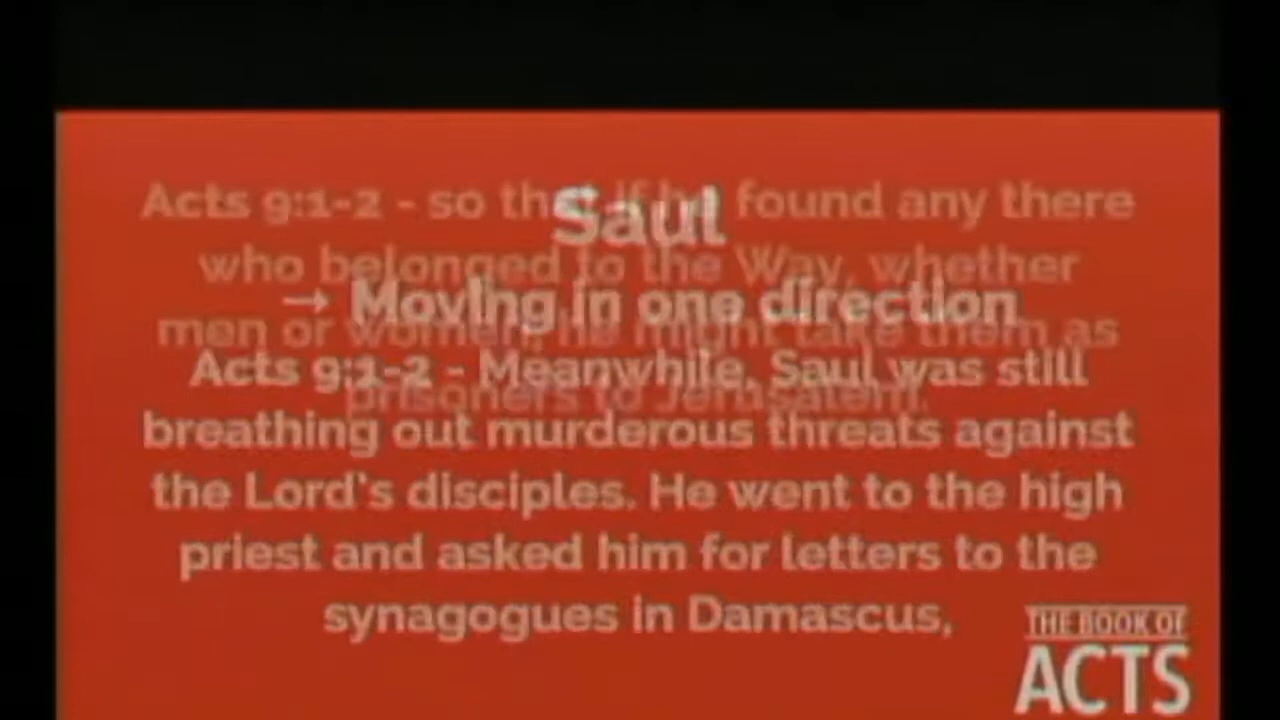 Saul
→ Moving in one direction
Acts 9:1-2 - Meanwhile, Saul was still
breathing out murderous threats against
the Lord's disciples. He went to the high
priest and asked him for letters to the
synagogues in Damascus,
Acts 9:1-2 - so that if he found any there
who belonged to the Way, whether
men or women, he might take them as
prisoners to Jerusalem.
THE BOOK OF
ACTS